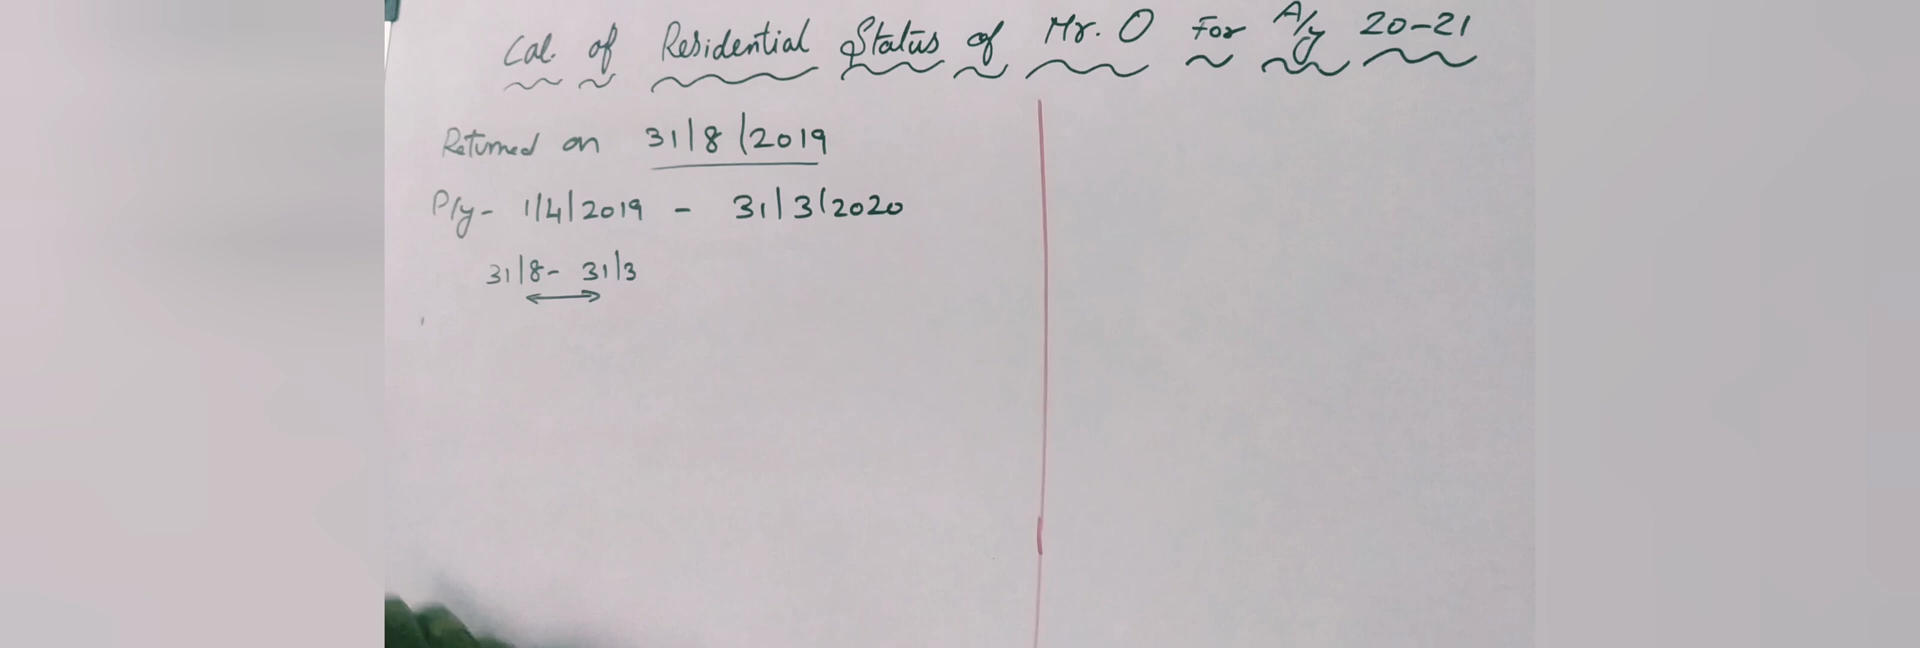 Cal. of Residential Status of Mr. O For A/y 20-21
Returned on 31/8/2019
P/y- 1/4/2019 - 31/3/2020
31/8- 31/3